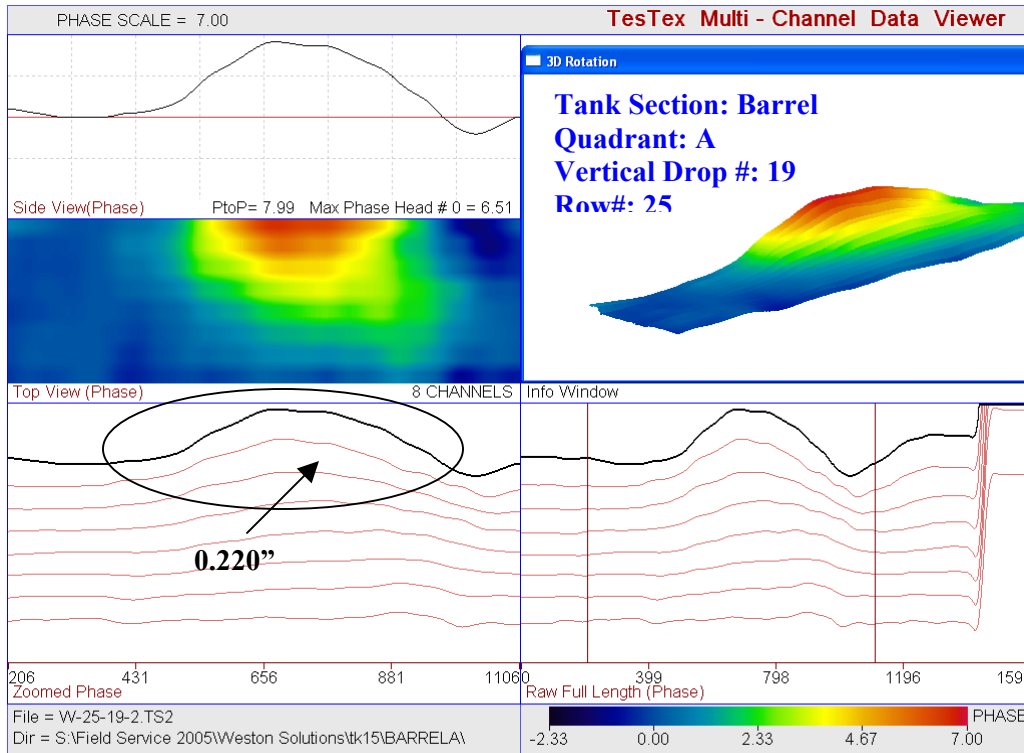 PHASE SCALE = 7.00
TesTex Multi - Channel Data Viewer
3D Rotation
Tank Section: Barrel
Quadrant: A
Vertical Drop #: 19
Row#: 25
Side View(Phase) PtoP= 7.99 Max Phase Head # 0 = 6.51
Top View (Phase) 8 CHANNELS
Info Window
0.220”
206 431 656 881 1106
Zoomed Phase
0 399 798 1196 159
Raw Full Length (Phase)
File = W-25-19-2.TS2
Dir = S:\Field Service 2005\Weston Solutions\tk15\BARRELA\
PHASE
-2.33 0.00 2.33 4.67 7.00